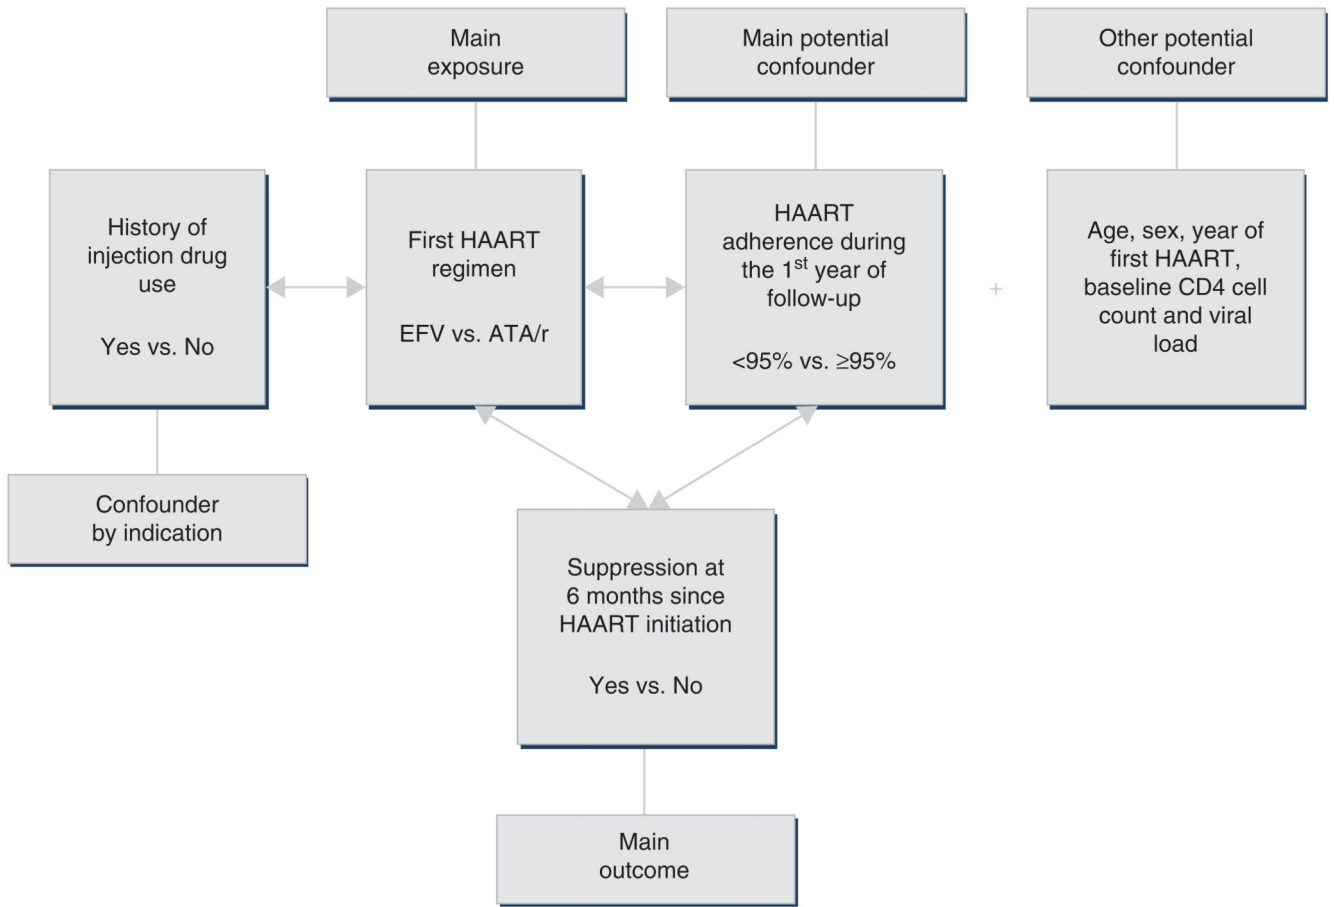 Main
exposure
Main potential
confounder
Other potential
confounder
History of
injection drug
use
Yes vs. No
First HAART
regimen
EFV vs. ATA/r
HAART
adherence during
the 1st year of
follow-up
<95% vs. ≥95%
+
Age, sex, year of
first HAART,
baseline CD4 cell
count and viral
load
Confounder
by indication
Suppression at
6 months since
HAART initiation
Yes vs. No
Main
outcome